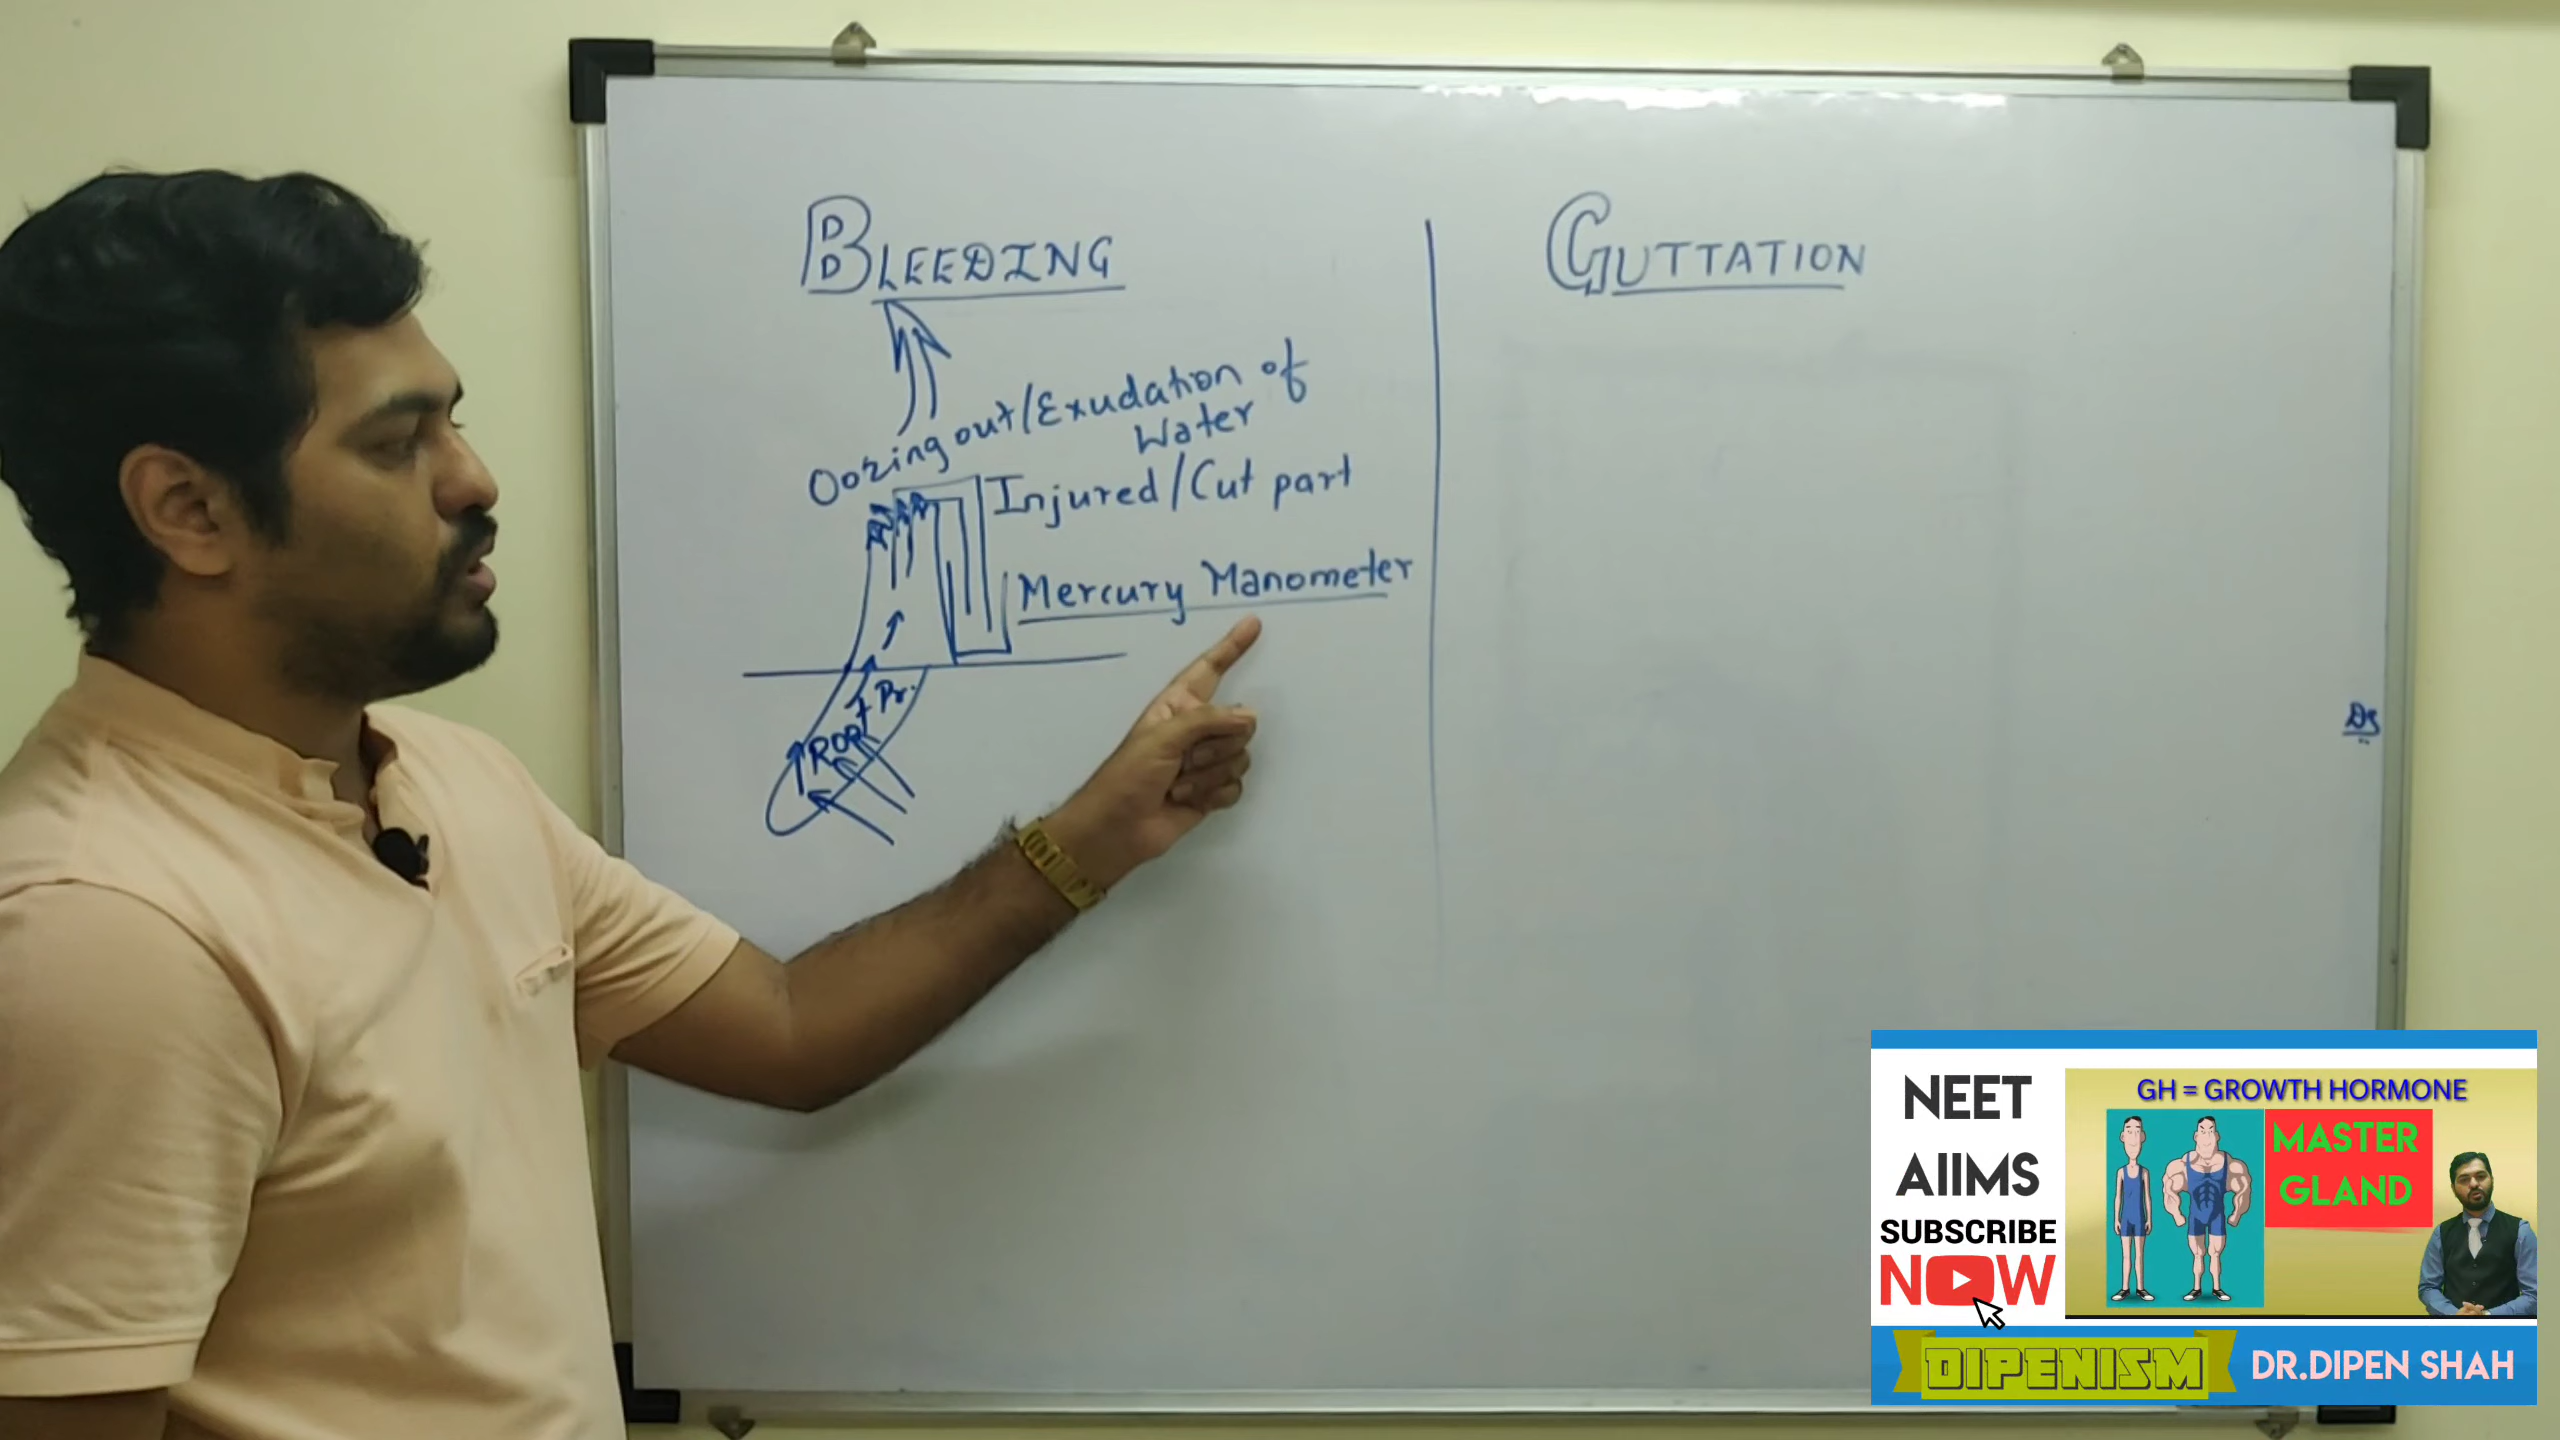 BLEEDING
GUTTATION
Oozing out/Exudation of
Water
Injured/Cut part
Mercury Manometer
+ Pr.
ROOT
DS
NEET
AIIMS
SUBSCRIBE
NOW
GH = GROWTH HORMONE
MASTER
GLAND
DIPENISM
DR.DIPEN SHAH